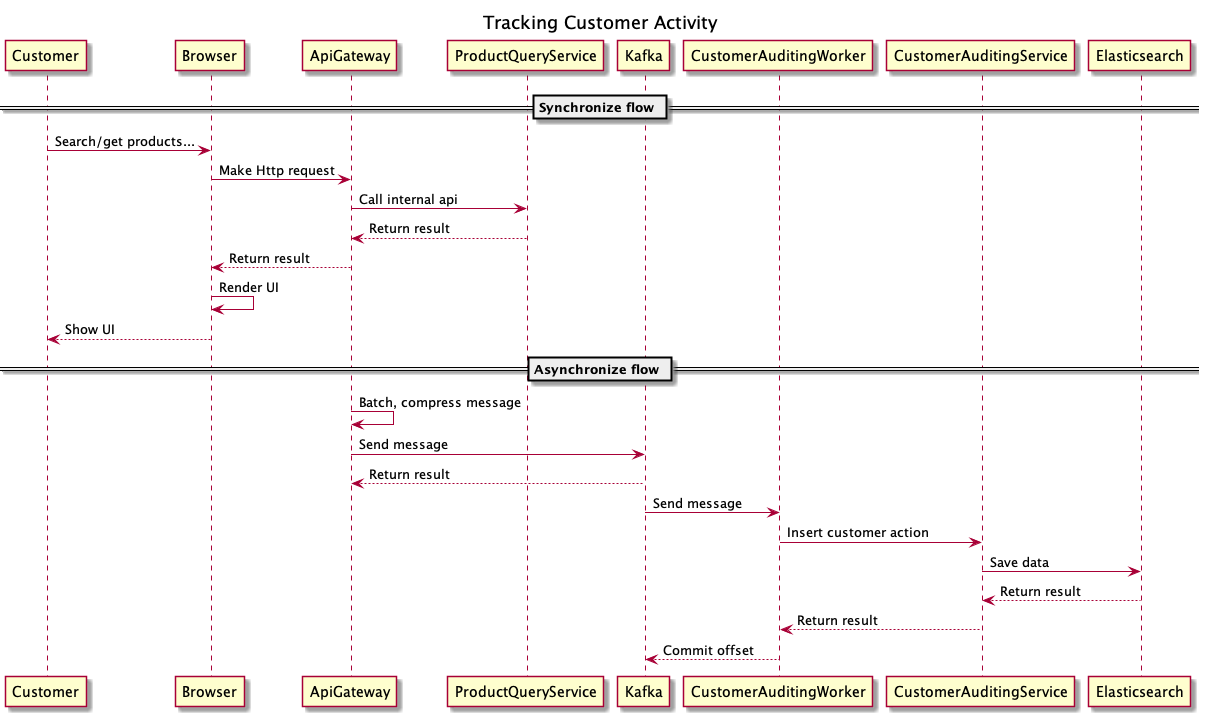 Tracking Customer Activity
Customer
Browser
ApiGateway
ProductQueryService
Kafka
CustomerAuditingWorker
CustomerAuditingService
Elasticsearch
Synchronize flow
Search/get products...
Make Http request
Call internal api
Return result
Return result
Render UI
Show UI
Asynchronize flow
Batch, compress message
Send message
Return result
Send message
Insert customer action
Save data
Return result
Return result
Commit offset
Customer
Browser
ApiGateway
ProductQueryService
Kafka
CustomerAuditingWorker
CustomerAuditingService
Elasticsearch